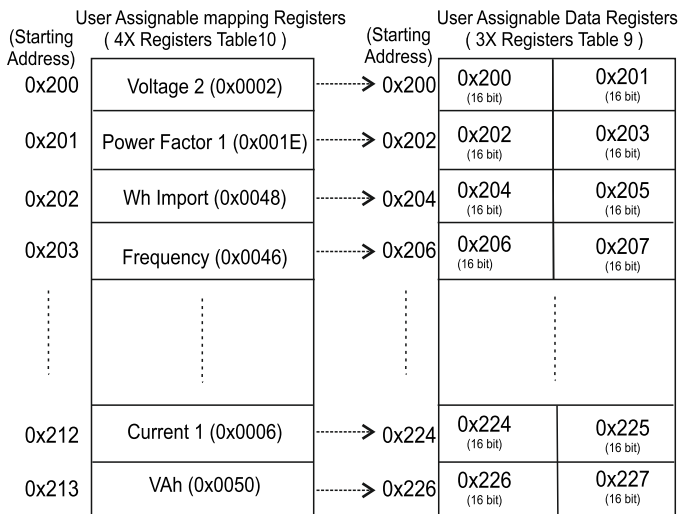 User Assignable mapping Registers
( 4X Registers Table10 )
User Assignable Data Registers
( 3X Registers Table 9 )
(Starting
Address)
(Starting
Address)
0x200 Voltage 2 (0x0002) 0x200 0x200 0x201
(16 bit) (16 bit)
0x201 Power Factor 1 (0x001E) 0x202 0x202 0x203
(16 bit) (16 bit)
0x202 Wh Import (0x0048) 0x204 0x204 0x205
(16 bit) (16 bit)
0x203 Frequency (0x0046) 0x206 0x206 0x207
(16 bit) (16 bit)
0x212 Current 1 (0x0006) 0x224 0x224 0x225
(16 bit) (16 bit)
0x213 VAh (0x0050) 0x226 0x226 0x227
(16 bit) (16 bit)